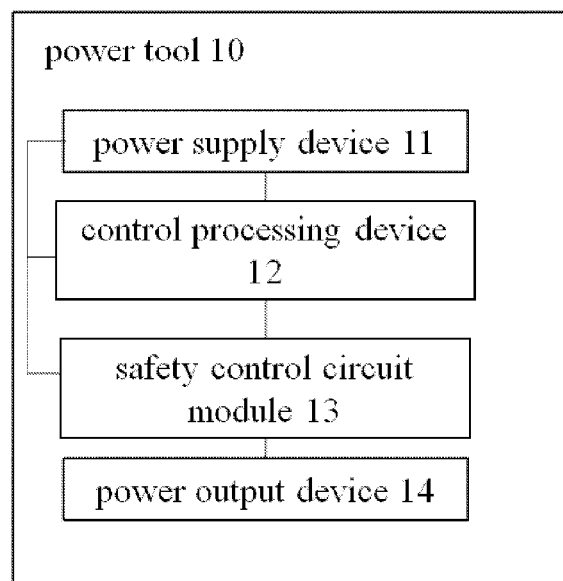 power tool 10
power supply device 11
control processing device
12
safety control circuit
module 13
power output device 14